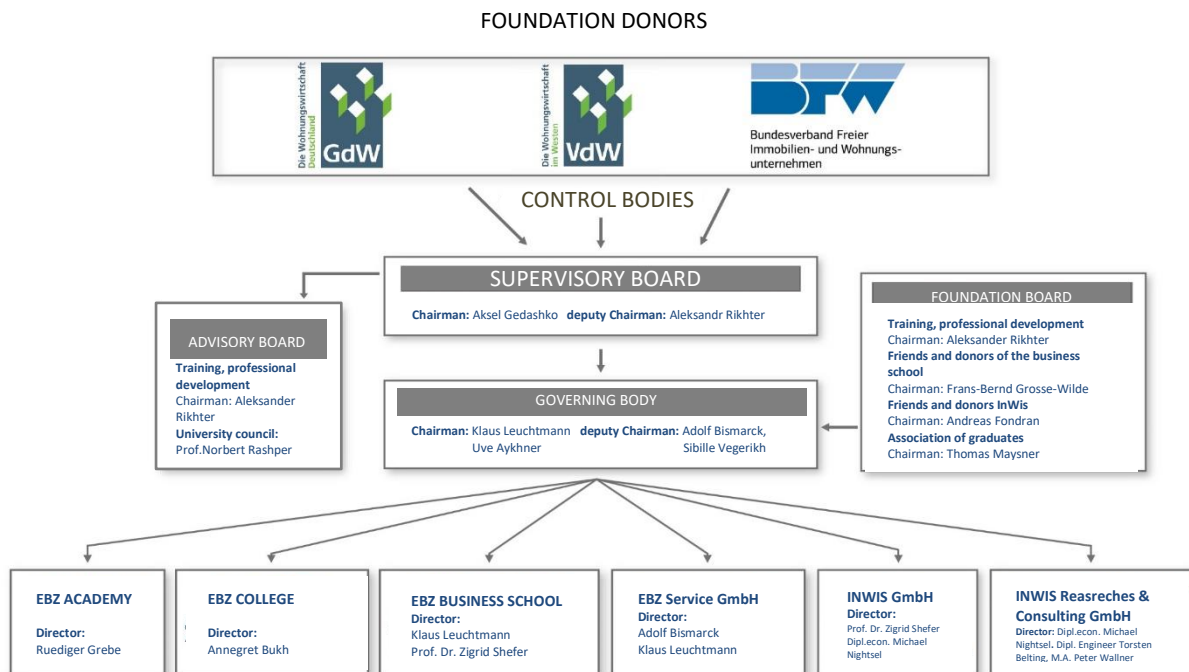 FOUNDATION DONORS
Die Wohnungswirtschaft
Deutschland
GdW
Die Wohnungswirtschaft
im Westen
VdW
BFW
Bundesverband Freier
Immobilien- und Wohnungs-
unternehmen
CONTROL BODIES
SUPERVISORY BOARD
Chairman: Aksel Gedashko deputy Chairman: Aleksandr Rikhter
ADVISORY BOARD
Training, professional
development
Chairman: Aleksander
Rikhter
University council:
Prof.Norbert Rashper
GOVERNING BODY
Chairman: Klaus Leuchtmann deputy Chairman: Adolf Bismarck,
Uve Aykhner Sibille Vegerikh
FOUNDATION BOARD
Training, professional development
Chairman: Aleksander Rikhter
Friends and donors of the business
school
Chairman: Frans-Bernd Grosse-Wilde
Friends and donors InWis
Chairman: Andreas Fondran
Association of graduates
Chairman: Thomas Maysner
EBZ ACADEMY
Director:
Ruediger Grebe
EBZ COLLEGE
Director:
Annegret Bukh
EBZ BUSINESS SCHOOL
Director:
Klaus Leuchtmann
Prof. Dr. Zigrid Shefer
EBZ Service GmbH
Director:
Adolf Bismarck
Klaus Leuchtmann
INWIS GmbH
Director:
Prof. Dr. Zigrid Shefer
Dipl.econ. Michael
Nightsel
INWIS Reasreches &
Consulting GmbH
Director: Dipl.econ. Michael
Nightsel. Dipl. Engineer Torsten
Belting, M.A. Peter Wallner